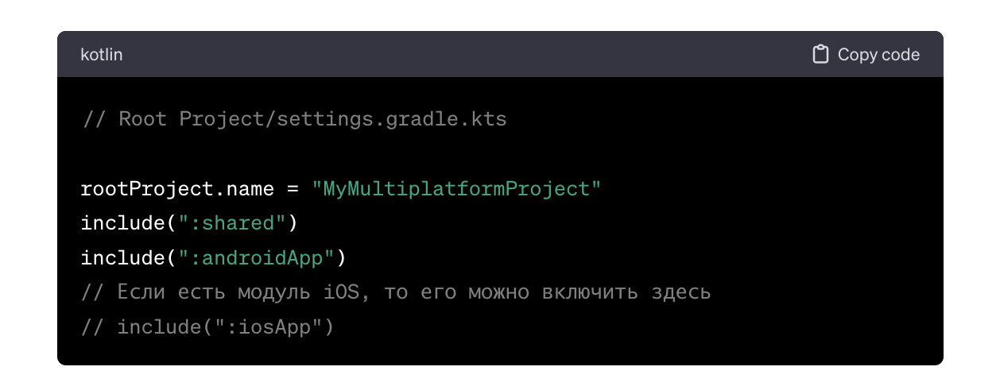 kotlin
Copy code
// Root Project/settings.gradle.kts
rootProject.name = "MyMultiplatformProject"
include(":shared")
include(":androidApp")
// Если есть модуль iOS, то его можно включить здесь
// include(":iosApp")